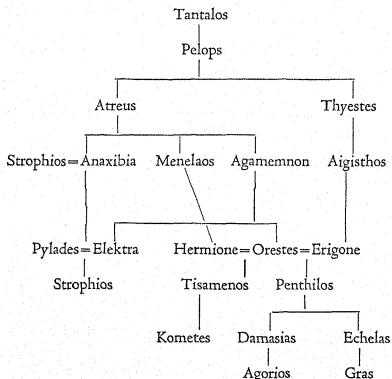 Tantalos
Pelops
Atreus Thyestes
Strophios=Anaxibia Menelaos Agamemnon Aigisthos
Pylades=Elektra Hermione=Orestes=Erigone
Strophios Tisamenos Penthilos
Kometes Damasias Echelas
Agorios Gras